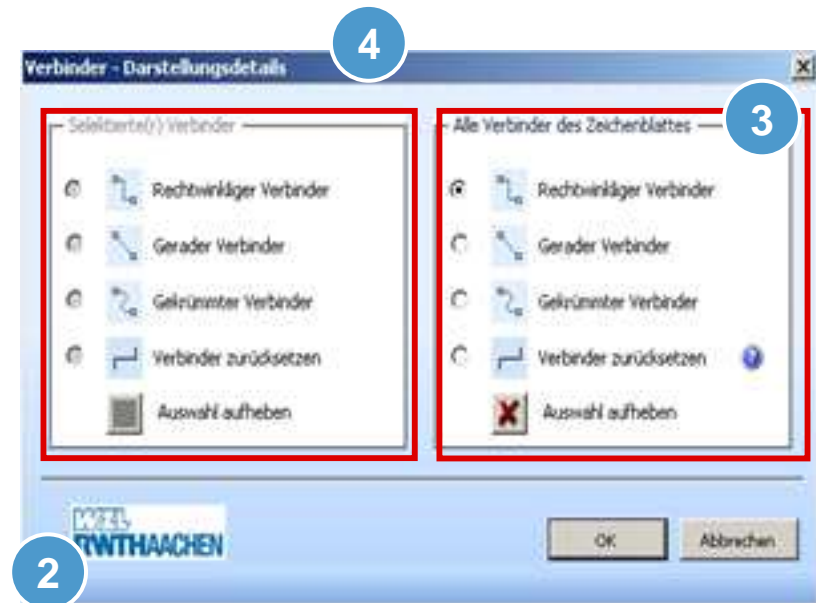 4
Verbinder - Darstellungsdetails
3
Selektierte(r) Verbinder
Rechtwinkliger Verbinder
Gerader Verbinder
Gekrümmter Verbinder
Verbinder zurücksetzen
Auswahl aufheben
Alle Verbinder des Zeichenblattes
Rechtwinkliger Verbinder
Gerader Verbinder
Gekrümmter Verbinder
Verbinder zurücksetzen
?
Auswahl aufheben
WZL
RWTHAACHEN
2
OK
Abbrechen